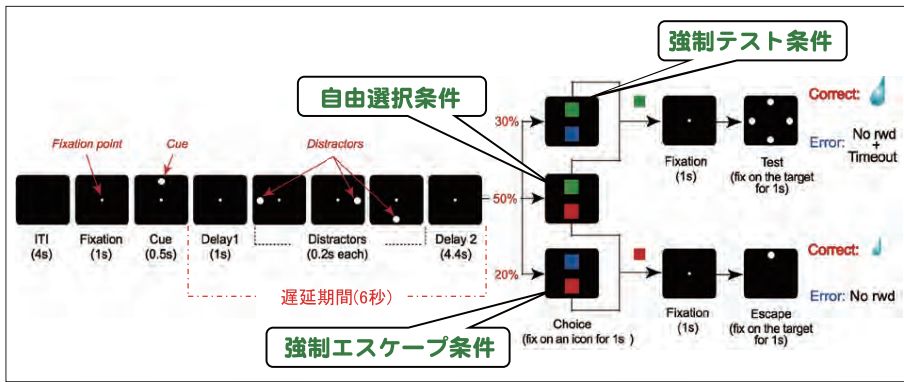 強制テスト条件
自由選択条件
Fixation point
Cue
Distractors
30%
50%
20%
Correct:
Error:
No rwd
+
Timeout
Fixation
(1s)
Test
(fix on the target
for 1s)
ITI
(4s)
Fixation
(1s)
Cue
(0.5s)
Delay1
(1s)
Distractors
(0.2s each)
Delay 2
(4.4s)
遅延期間(6秒)
Choice
(fix on an icon for 1s )
Correct:
Error: No rwd
Fixation
(1s)
Escape
(fix on the target
for 1s)
強制エスケープ条件